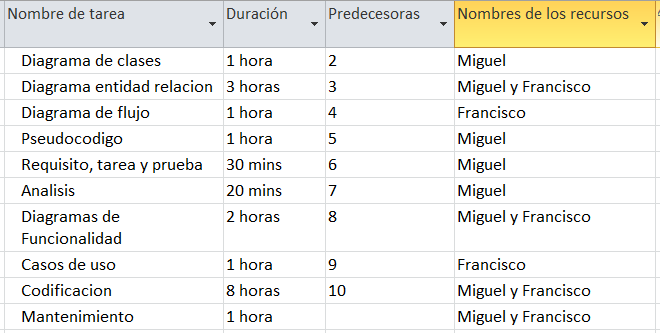 Nombre de tarea Duración Predecesoras Nombres de los recursos
Diagrama de clases 1 hora 2 Miguel
Diagrama entidad relacion 3 horas 3 Miguel y Francisco
Diagrama de flujo 1 hora 4 Francisco
Pseudocodigo 1 hora 5 Miguel
Requisito, tarea y prueba 30 mins 6 Miguel
Analisis 20 mins 7 Miguel
Diagramas de 2 horas 8 Miguel y Francisco
Funcionalidad
Casos de uso 1 hora 9 Francisco
Codificacion 8 horas 10 Miguel y Francisco
Mantenimiento 1 hora Miguel y Francisco